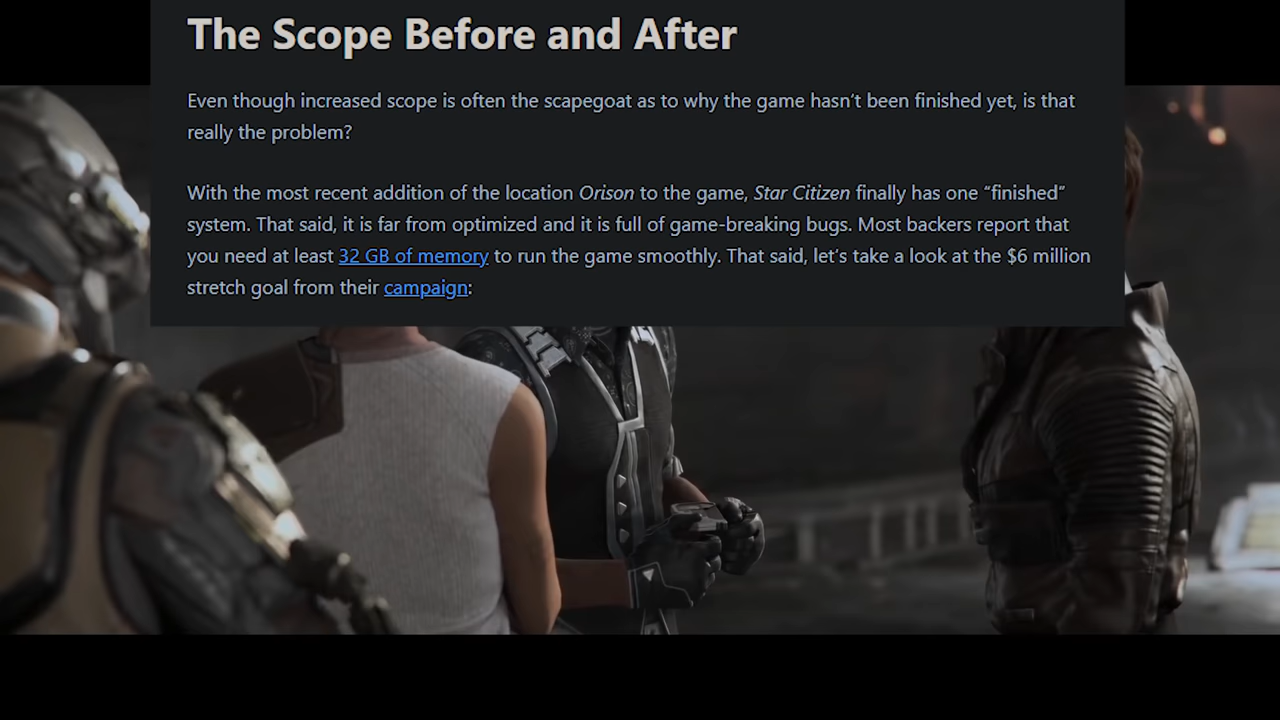 The Scope Before and After
Even though increased scope is often the scapegoat as to why the game hasn't been finished yet, is that
really the problem?
With the most recent addition of the location Orison to the game, Star Citizen finally has one “finished”
system. That said, it is far from optimized and it is full of game-breaking bugs. Most backers report that
you need at least 32 GB of memory to run the game smoothly. That said, let's take a look at the $6 million
stretch goal from their campaign: